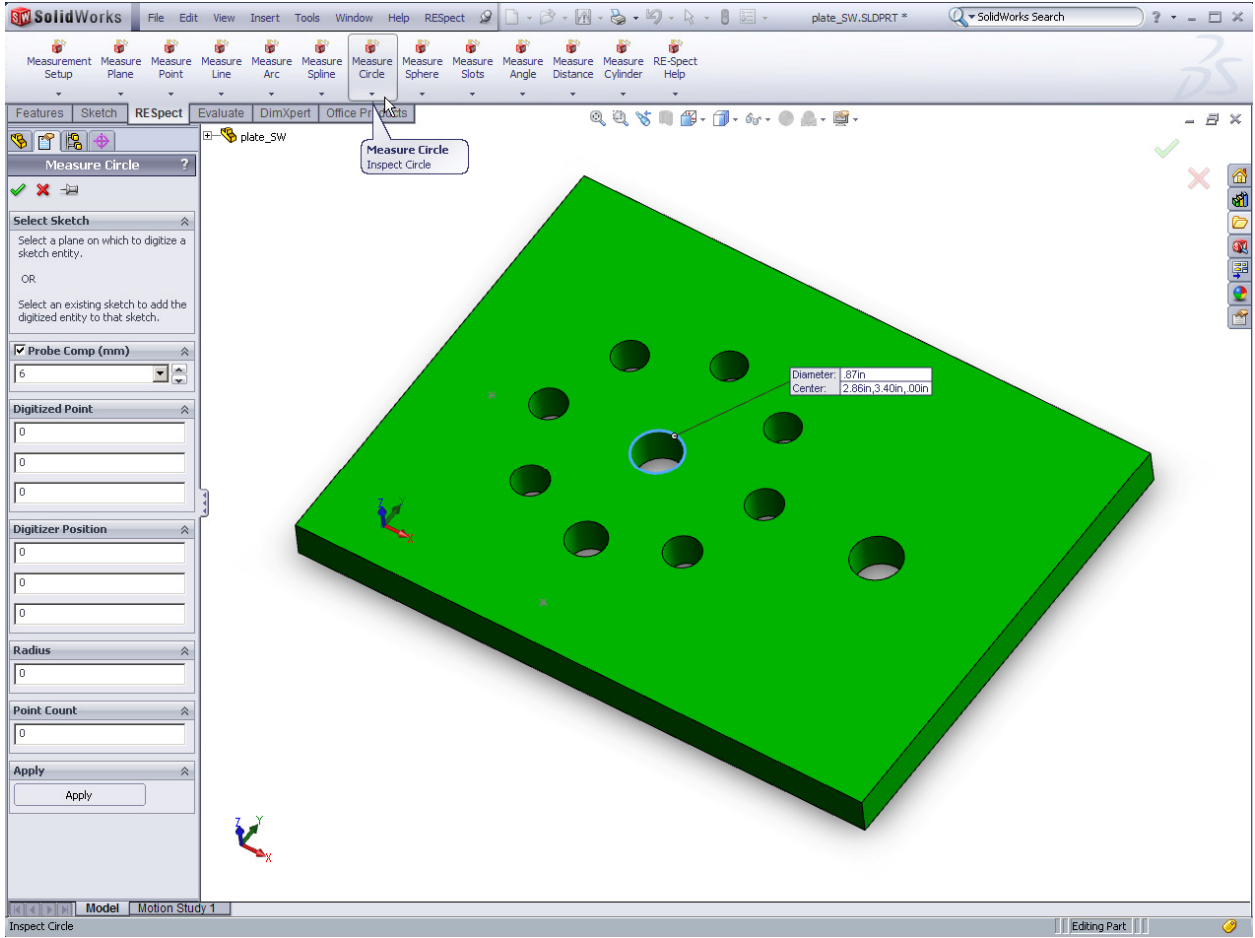 SolidWorks File Edit View Insert Tools Window Help RESpect plate_SW.SLDPRT * SolidWorks Search ?
Measurement Setup
Measure Plane
Measure Point
Measure Line
Measure Arc
Measure Spline
Measure Circle
Measure Sphere
Measure Slots
Measure Angle
Measure Distance
Measure Cylinder
RE-Spect Help
Features Sketch RESpect Evaluate DimXpert
plate_SW
Measure Circle
Inspect Circle
Measure Circle ?
Select Sketch
Select a plane on which to digitize a
sketch entity.
OR
Select an existing sketch to add the
digitized entity to that sketch.
Probe Comp (mm)
6
Digitized Point
0
0
0
Digitizer Position
0
0
0
Radius
0
Point Count
0
Apply
Apply
Diameter: .87in
Center: 2.86in,3.40in,.00in
Z Y
X
Z Y
X
Model Motion Study 1
Inspect Circle Editing Part